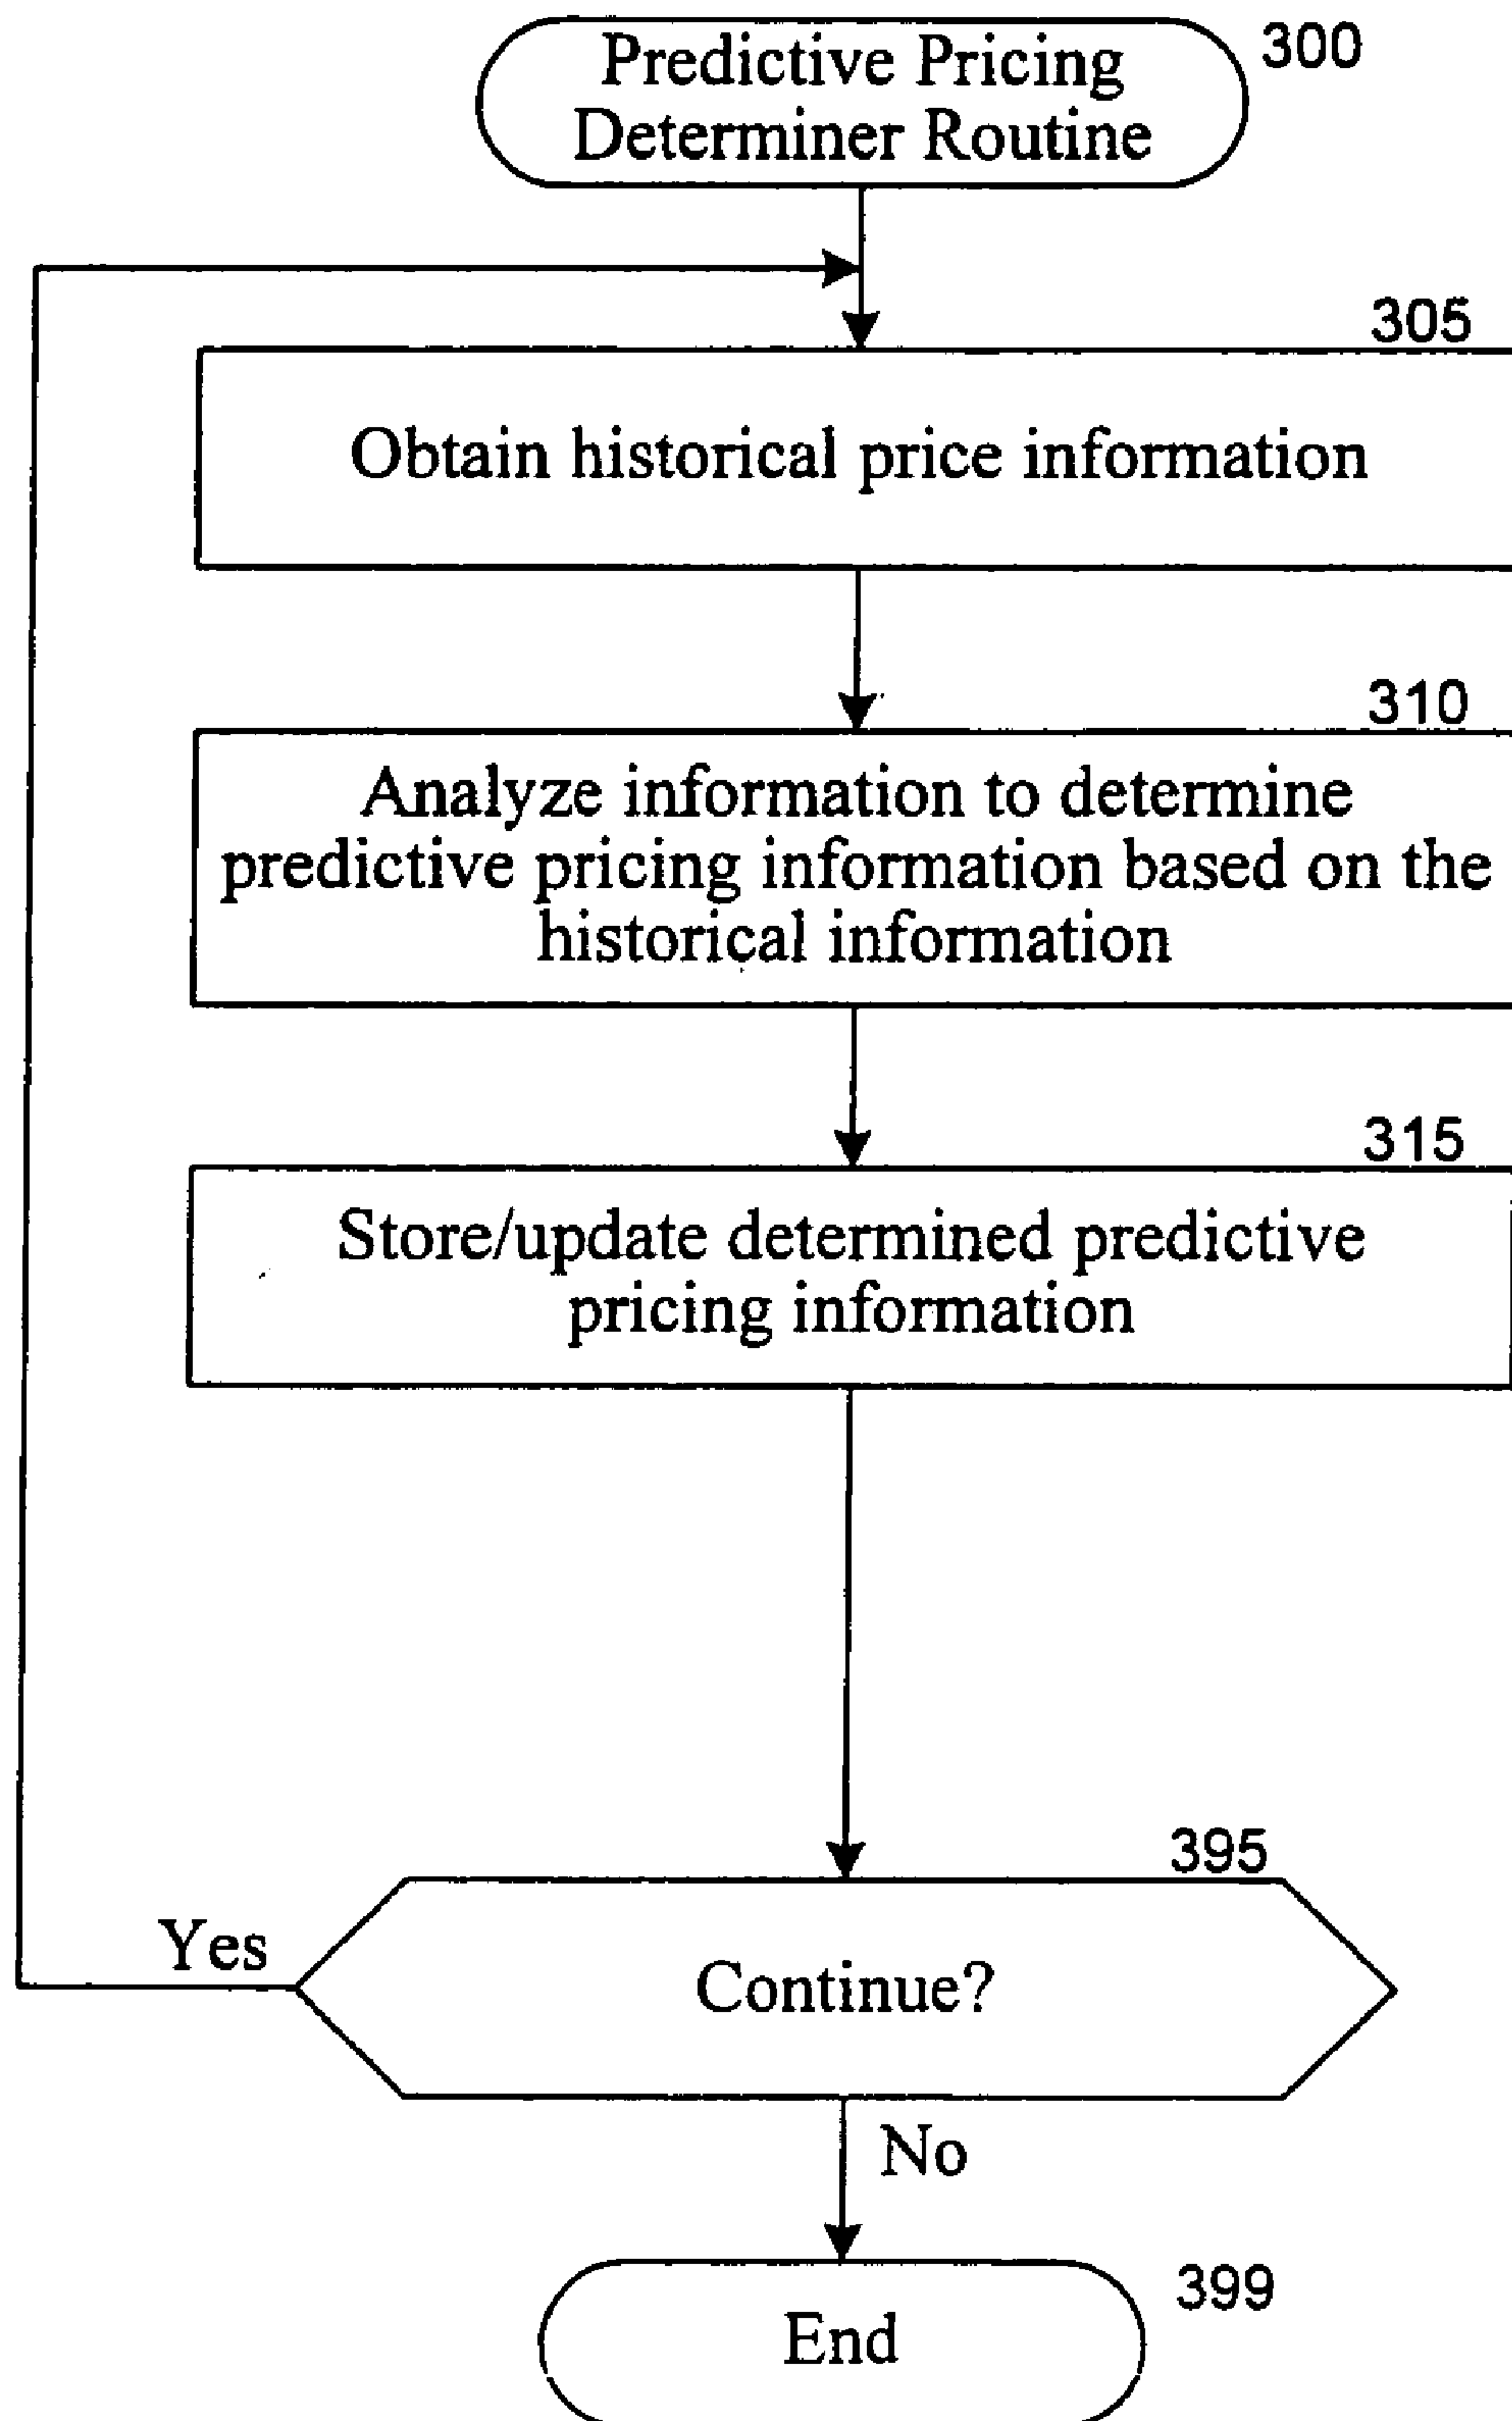 Predictive Pricing
Determiner Routine
300
305
Obtain historical price information
310
Analyze information to determine
predictive pricing information based on the
historical information
315
Store/update determined predictive
pricing information
395
Yes
Continue?
No
399
End